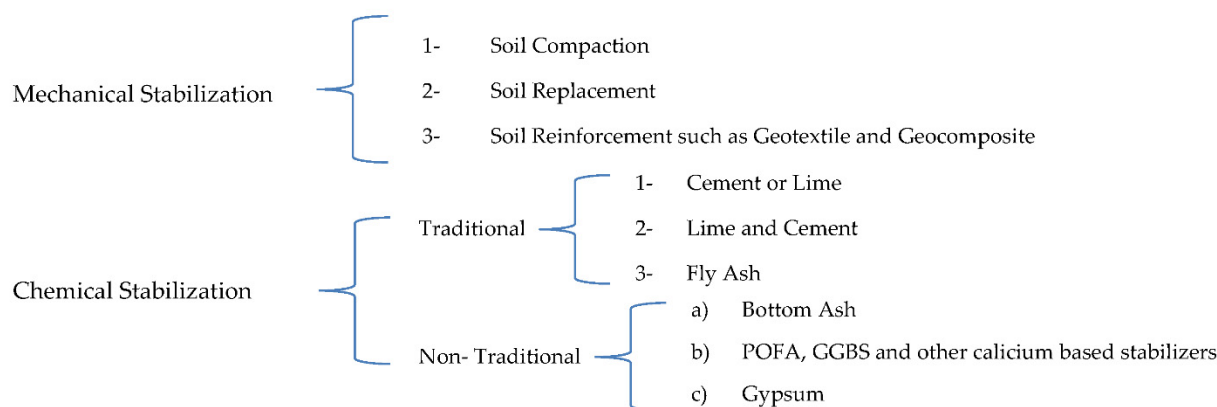 1- Soil Compaction
Mechanical Stabilization
2- Soil Replacement
3- Soil Reinforcement such as Geotextile and Geocomposite
1- Cement or Lime
Traditional
2- Lime and Cement
3- Fly Ash
Chemical Stabilization
a) Bottom Ash
Non- Traditional
b) POFA, GGBS and other calicium based stabilizers
c) Gypsum